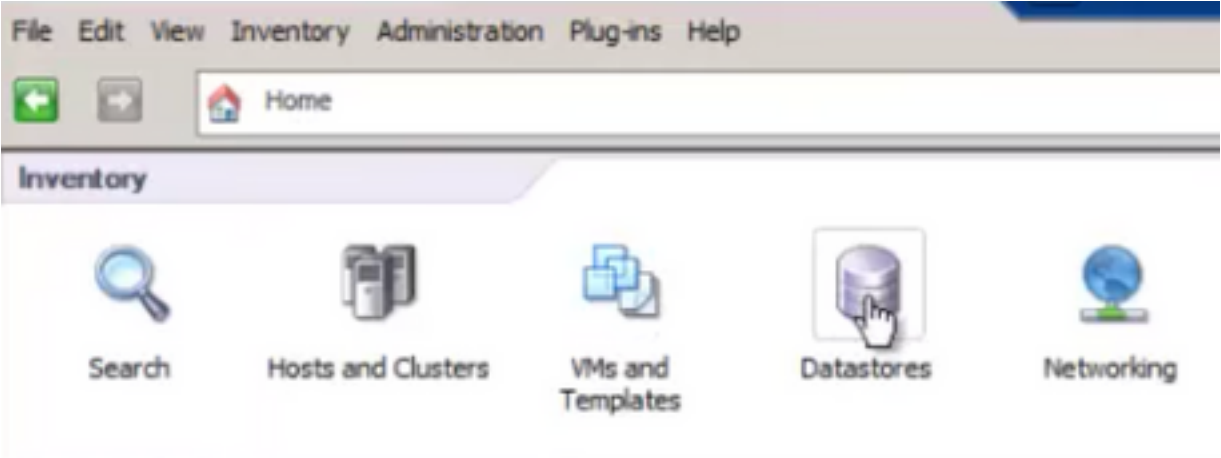 File Edit View Inventory Administration Plug-ins Help
Home
Inventory
Search
Hosts and Clusters
VMs and
Templates
Datastores
Networking